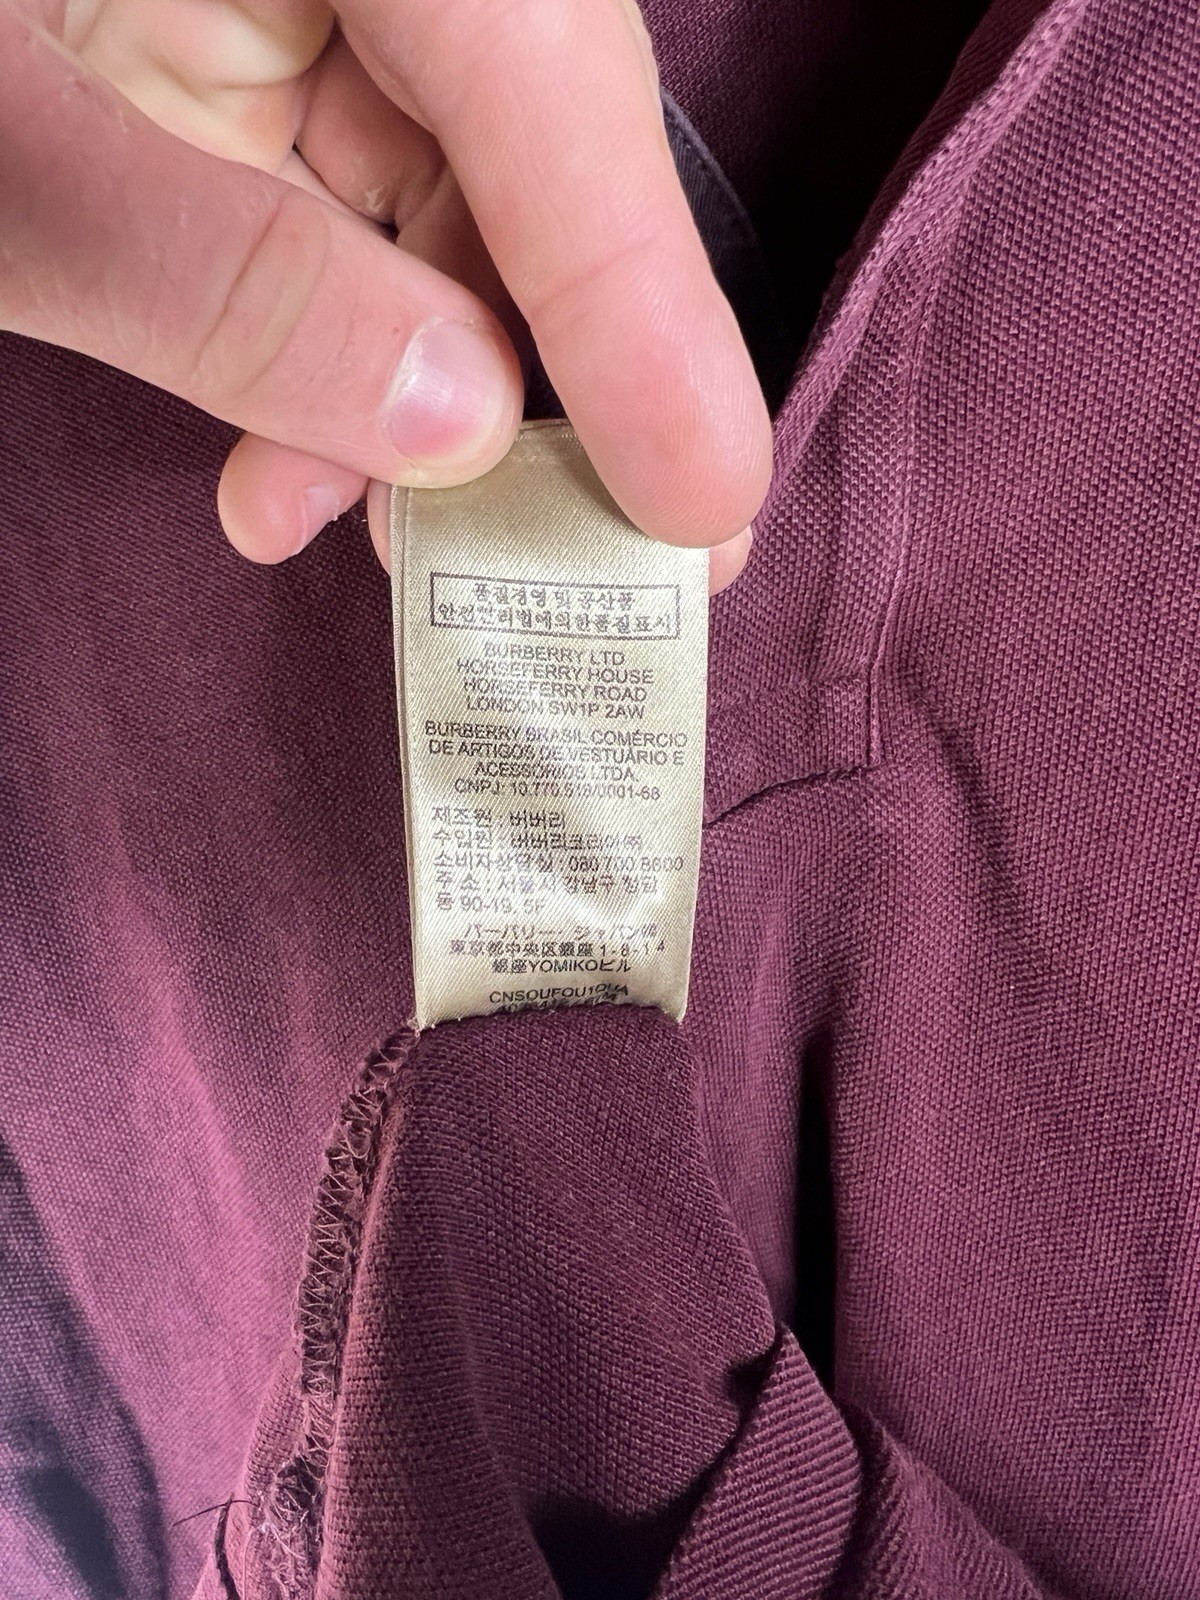 품질경영 및 공산품
안전관리법에의한품질표시
BURBERRY LTD
HORSEFERRY HOUSE
HORSEFERRY ROAD
LONDON SW1P 2AW
BURBERRY BRASIL COMÉRCIO
DE ARTIGOS DE VESTUÁRIO E
ACESSÓRIOS LTDA.
CNPJ: 10.770.518/0001-68
제조원 : 버버리
수입원 : 버버리코리아㈜
소비자상담실 : 080 700 8800
주 소 : 서울시 강남구 청담
동 90-19, 5F
バーバリー・ジャパン㈱
東京都中央区銀座 1-8-14
銀座YOMIKOビル